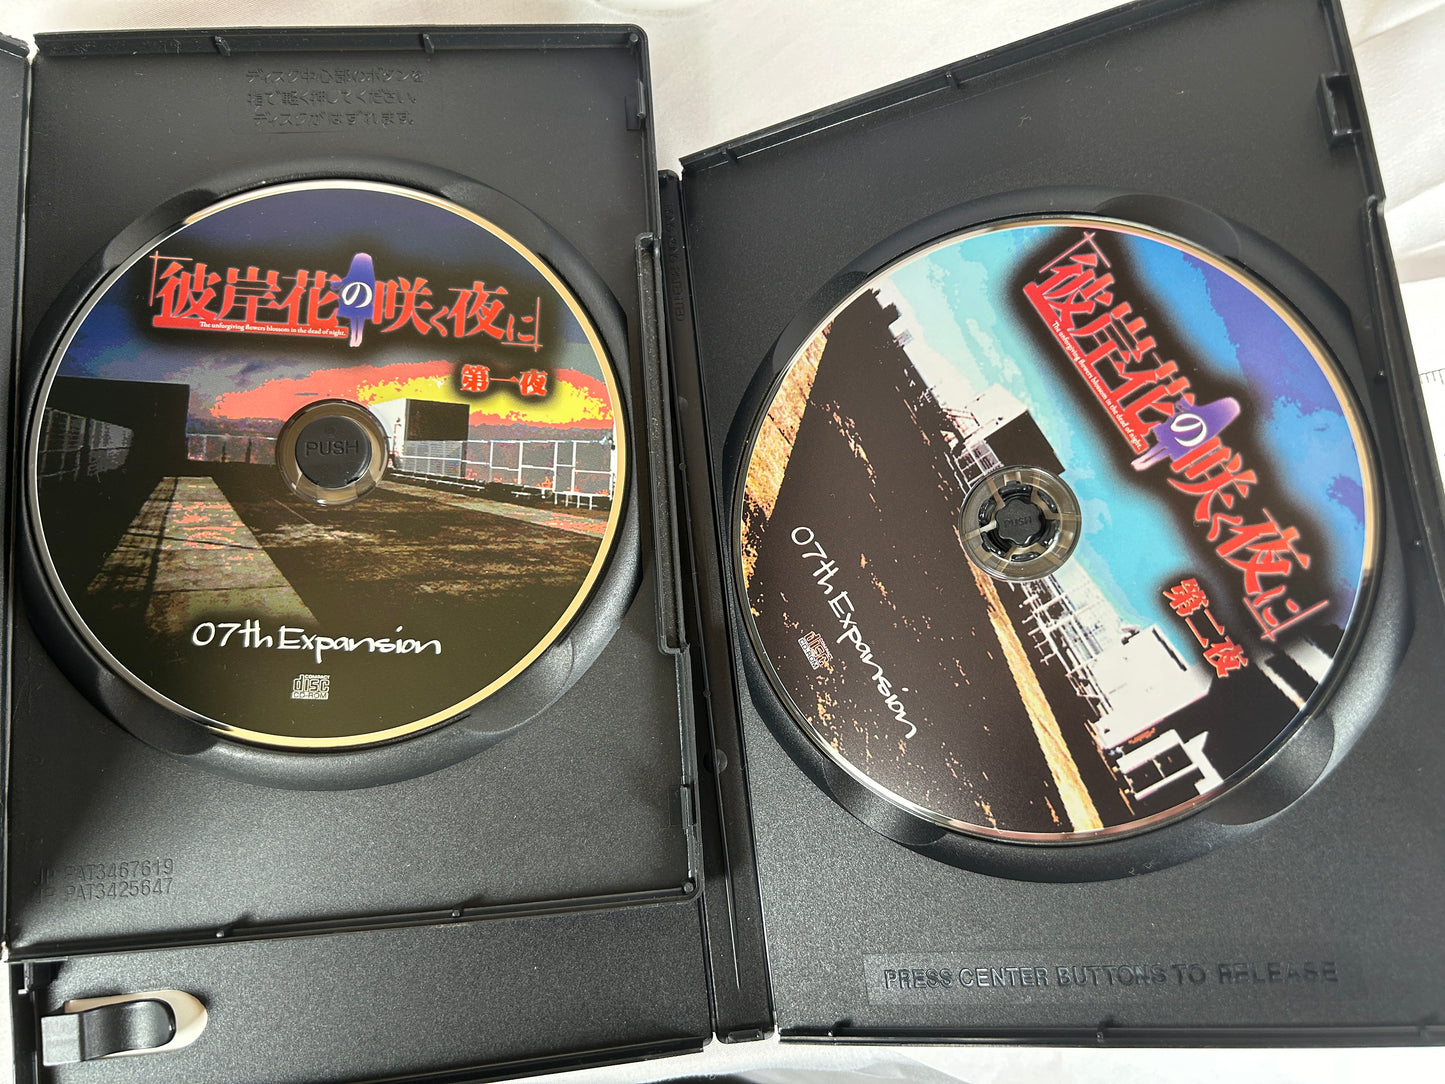 ディスク中心部のボタンを
指で軽く押してください。
ディスクがはずれます。
彼岸花の咲く夜に
The unforgiving flowers blossom in the dead of night.
第一夜
PUSH
07th Expansion
COMPACT
disc
CD-ROM
JP PAT3467619
JP PAT3425647
彼岸花の咲く夜に
The unforgiving flowers blossom in the dead of night.
第二夜
PUSH
07th Expansion
COMPACT
disc
CD-ROM
PRESS CENTER BUTTONS TO RELEASE